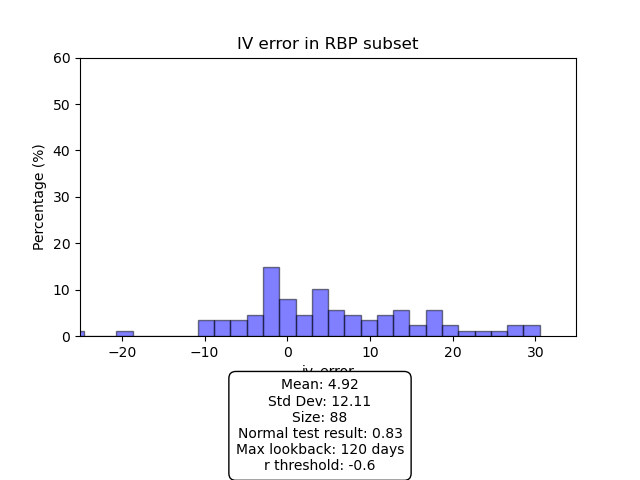 IV error in RBP subset
Percentage (%)
60
50
40
30
20
10
0
−20
−10
0
10
20
30
iv_error
Mean: 4.92
Std Dev: 12.11
Size: 88
Normal test result: 0.83
Max lookback: 120 days
r threshold: -0.6